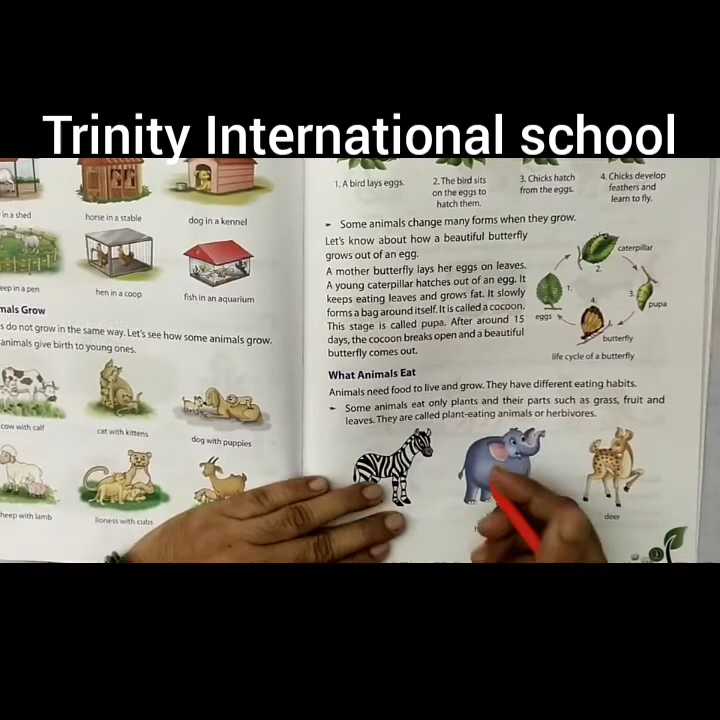 Trinity International school
in a shed
horse in a stable
dog in a kennel
hen in a coop
fish in an aquarium
in a pen
Grow
s do not grow in the same way. Let's see how some animals grow.
animals give birth to young ones.
cow with calf
cat with kittens
dog with puppies
with lamb
lioness with cubs
1. A bird lays eggs.
2. The bird sits
on the eggs to
hatch them.
3. Chicks hatch
from the eggs.
4. Chicks develop
feathers and
learn to fly.
➛ Some animals change many forms when they grow.
Let's know about how a beautiful butterfly
grows out of an egg.
A mother butterfly lays her eggs on leaves.
A young caterpillar hatches out of an egg. It
keeps eating leaves and grows fat. It slowly
forms a bag around itself. It is called a cocoon.
This stage is called pupa. After around 15
days, the cocoon breaks open and a beautiful
butterfly comes out.
caterpillar
2.
1.
3.
pupa
4.
eggs
butterfly
life cycle of a butterfly
What Animals Eat
Animals need food to live and grow. They have different eating habits.
➛ Some animals eat only plants and their parts such as grass, fruit and
leaves. They are called plant-eating animals or herbivores.
deer